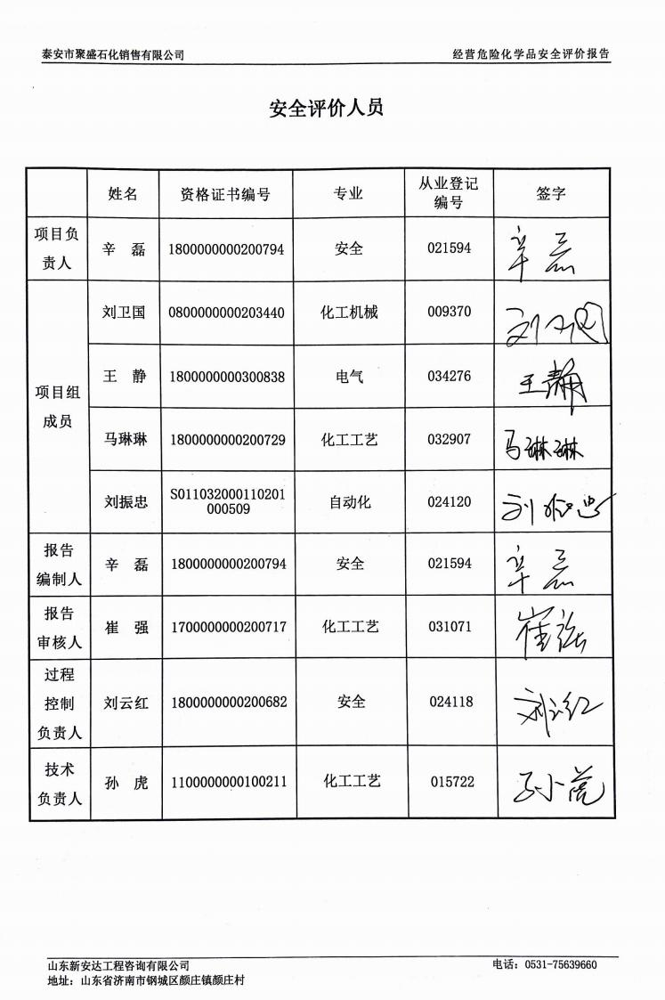 泰安市聚盛石化销售有限公司 经营危险化学品安全评价报告
安全评价人员
姓名 资格证书编号 专业 从业登记编号 签字
项目负责人 辛 磊 1800000000200794 安全 021594 辛磊
项目组成员 刘卫国 0800000000203440 化工机械 009370 刘卫国
王 静 1800000000300838 电气 034276 王静
马琳琳 1800000000200729 化工工艺 032907 马琳琳
刘振忠 S011032000110201000509 自动化 024120 刘振忠
报告编制人 辛 磊 1800000000200794 安全 021594 辛磊
报告审核人 崔 强 1700000000200717 化工工艺 031071 崔强
过程控制负责人 刘云红 1800000000200682 安全 024118 刘云红
技术负责人 孙 虎 1100000000100211 化工工艺 015722 孙小虎
山东新安达工程咨询有限公司 电话：0531-75639660
地址：山东省济南市钢城区颜庄镇颜庄村